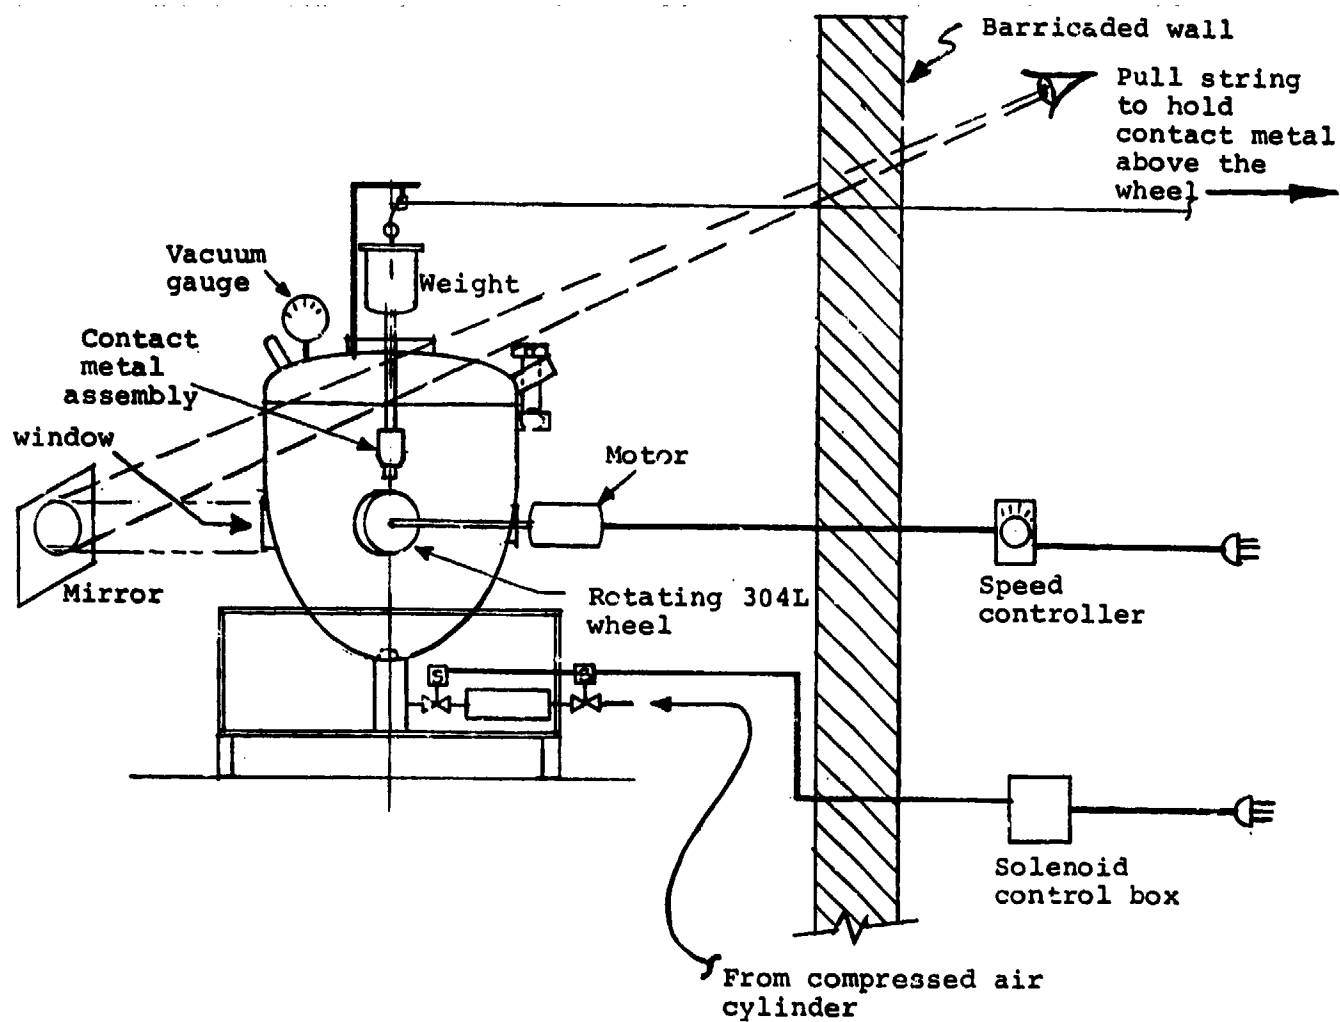 Barricaded wall
Pull string
to hold
contact metal
above the
wheel
Vacuum
gauge
Weight
Contact
metal
assembly
window
Motor
Mirror
Rotating 304L
wheel
Speed
controller
S
S
Solenoid
control box
From compressed air
cylinder